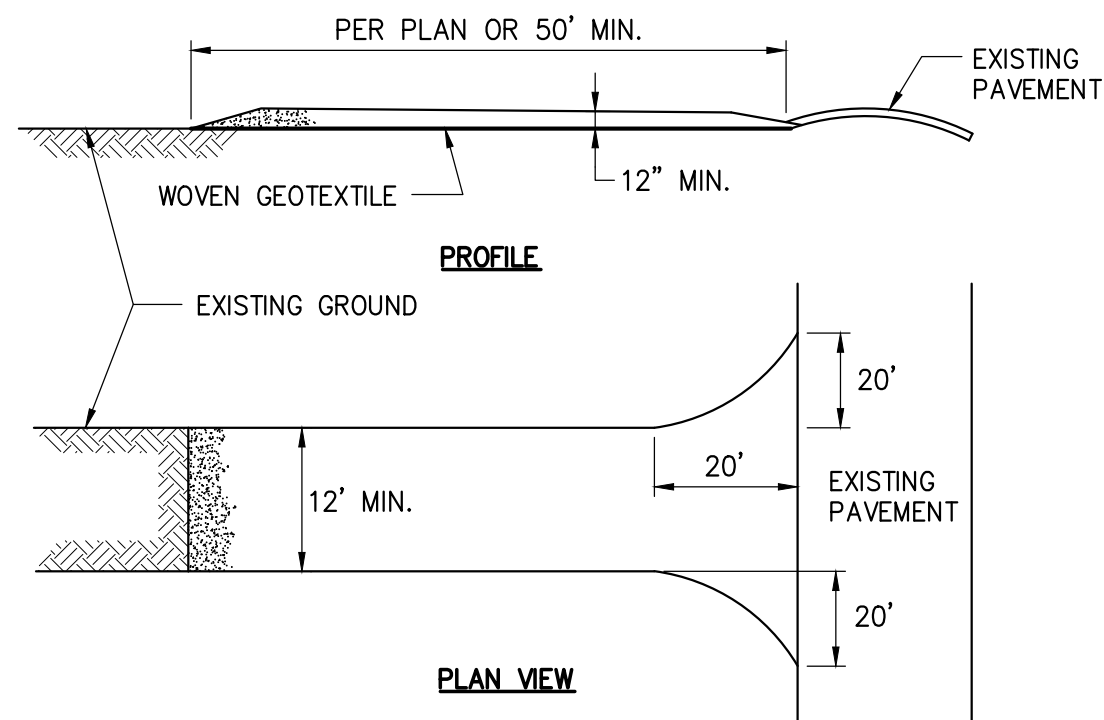 PER PLAN OR 50' MIN.
EXISTING
PAVEMENT
12” MIN.
WOVEN GEOTEXTILE
PROFILE
EXISTING GROUND
20'
20'
12' MIN.
EXISTING
PAVEMENT
20'
PLAN VIEW